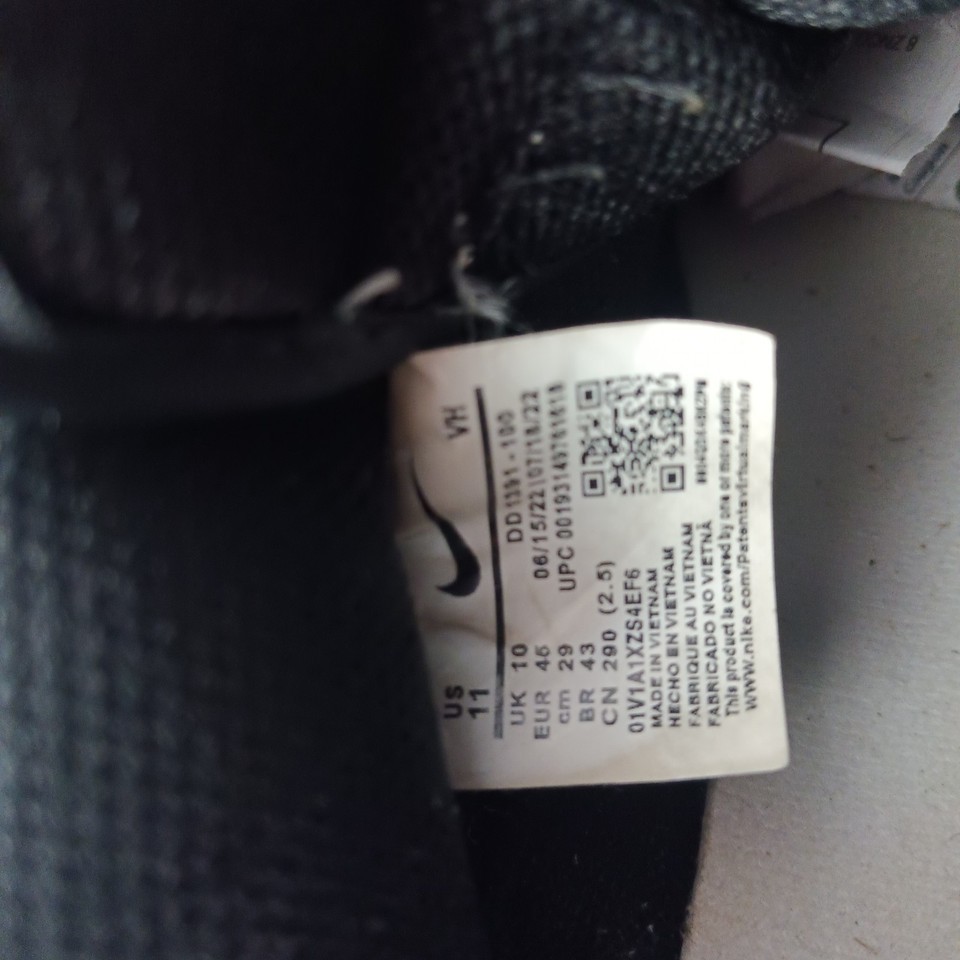 US
11
VH
UK 10
EUR 45
cm 29
BR 43
CN 290 (2.5)
DD1391-100
06/15/22|07/18/22
01V1A1XZS4EF6
MADE IN VIETNAM
HECHO EN VIETNAM
FABRIQUE AU VIETNAM
FABRICADO NO VIETNÃ
This product is covered by one or more patents:
www.nike.com/Patentsvirtualmarking